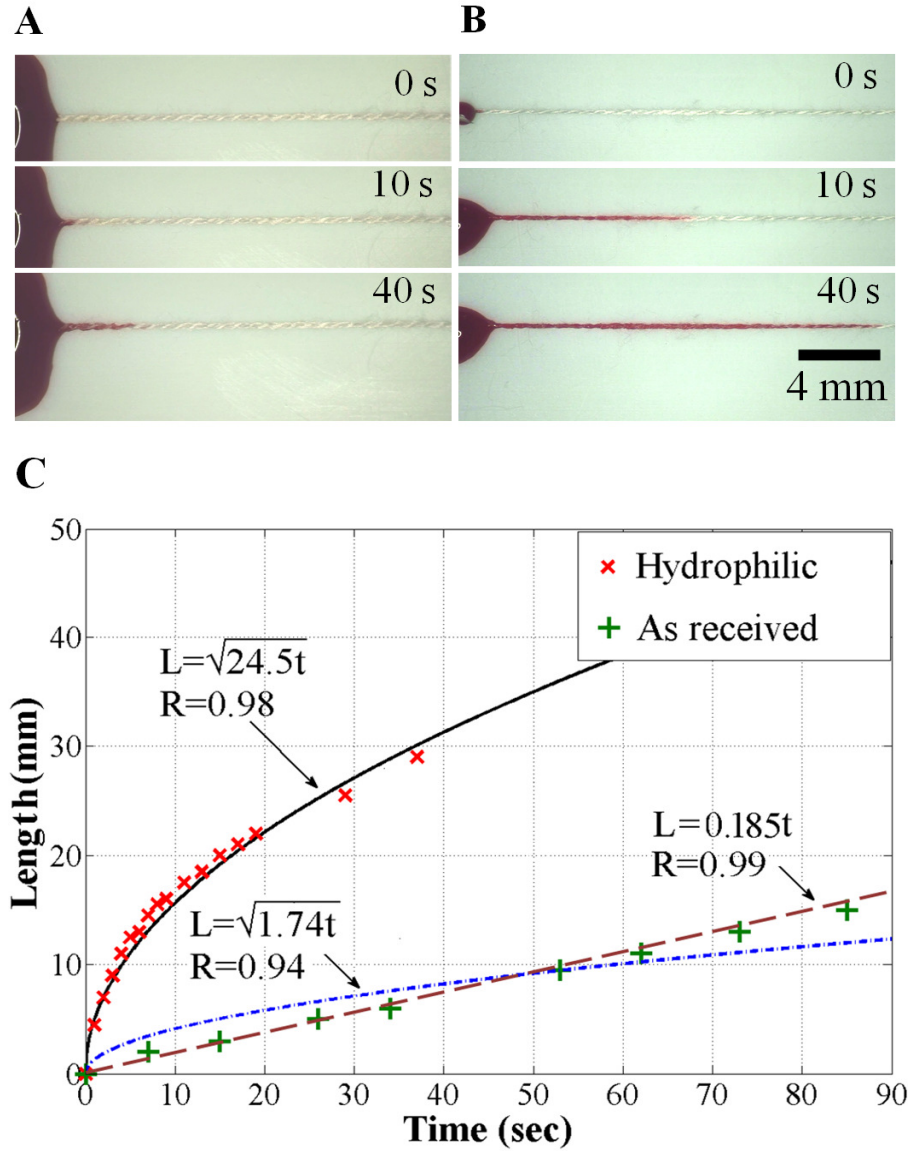 A
B
0 s
0 s
10 s
10 s
40 s
40 s
4 mm
C
50
40
30
20
10
0
Length(mm)
Hydrophilic
As received
L=√24.5t
R=0.98
L=0.185t
R=0.99
L=√1.74t
R=0.94
0 10 20 30 40 50 60 70 80 90
Time (sec)